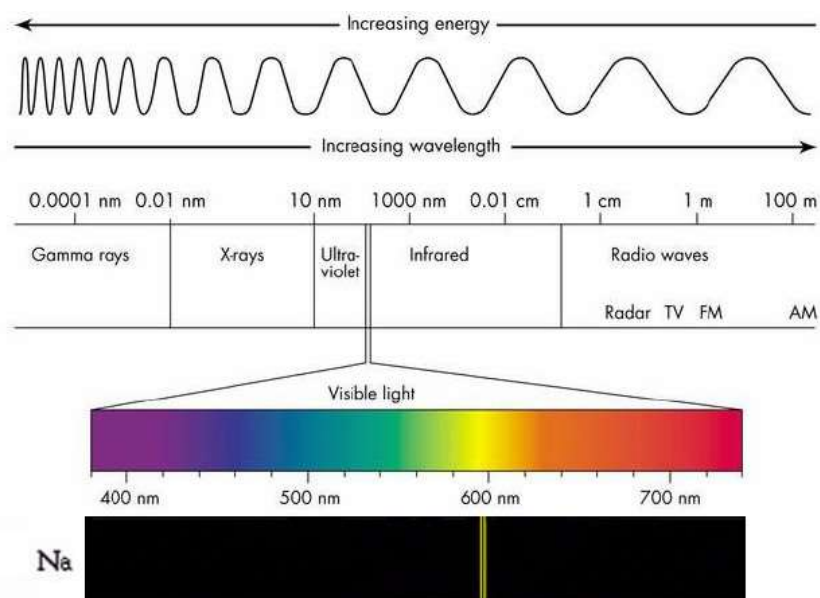 Increasing energy
Increasing wavelength
0.0001 nm 0.01 nm 10 nm 1000 nm 0.01 cm 1 cm 1 m 100 m
Gamma rays X-rays Ultra- Infrared Radio waves
violet
Radar TV FM AM
Visible light
400 nm 500 nm 600 nm 700 nm
Na